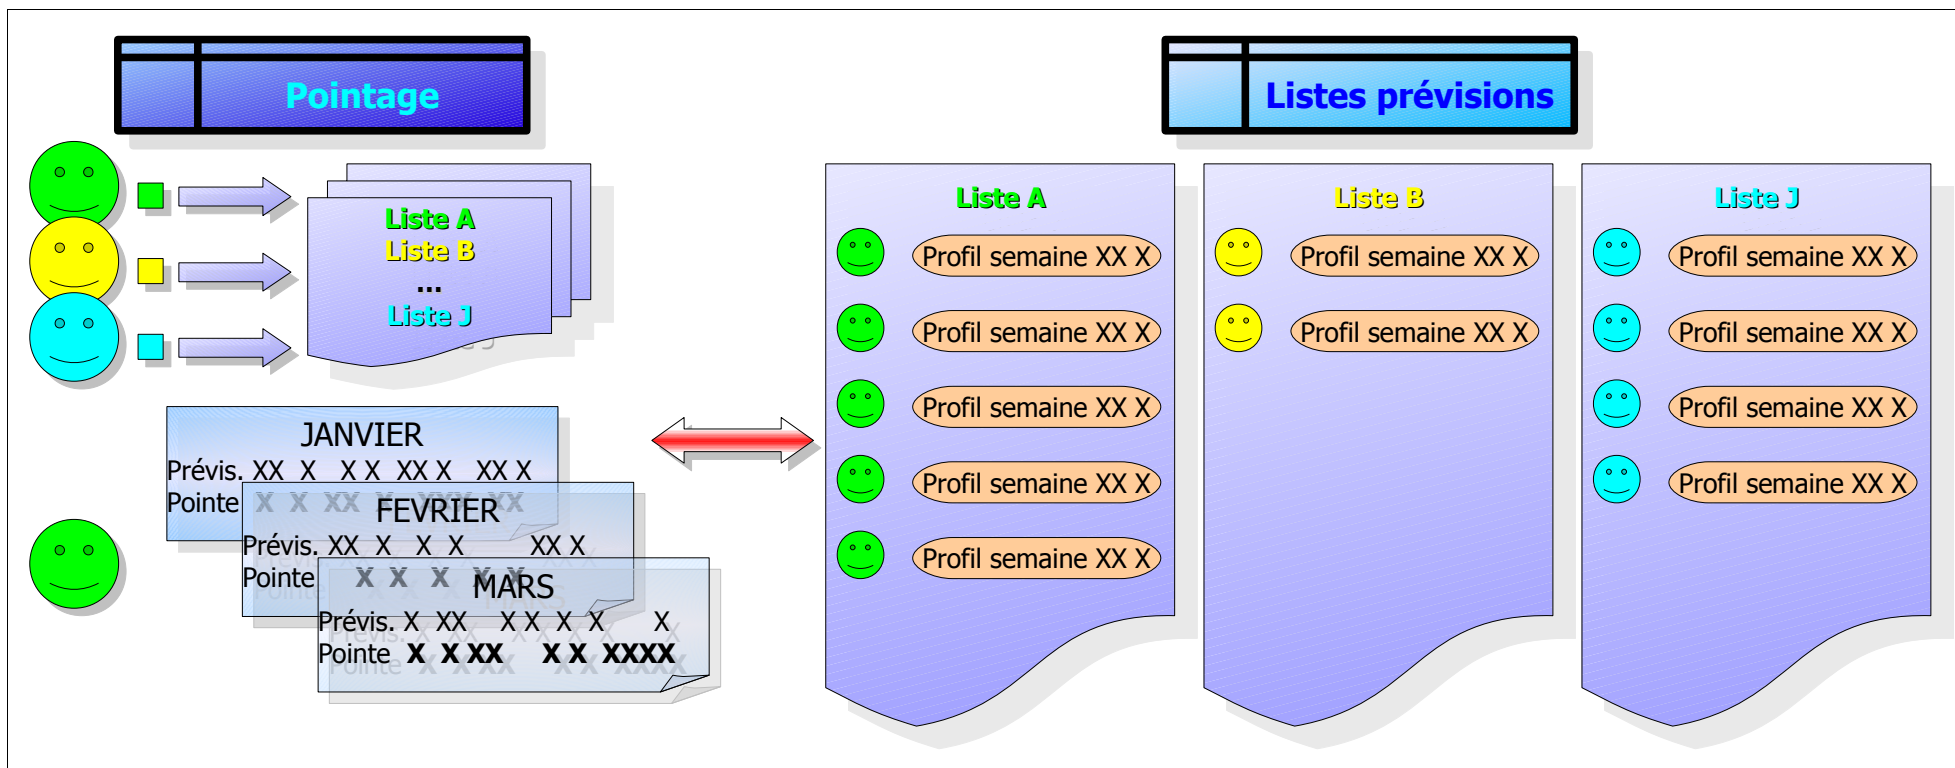 Pointage
Liste A
Liste B
...
Liste J
JANVIER
Prévis. XX X X X XX X XX X
Pointe X X XX X XXX XX
FEVRIER
Prévis. XX X X X XX X
Pointe X X X X X
MARS
Prévis. X XX X X X X X
Pointe X X XX X X XXXX
Listes prévisions
Liste A
Profil semaine XX X
Profil semaine XX X
Profil semaine XX X
Profil semaine XX X
Profil semaine XX X
Liste B
Profil semaine XX X
Profil semaine XX X
Liste J
Profil semaine XX X
Profil semaine XX X
Profil semaine XX X
Profil semaine XX X